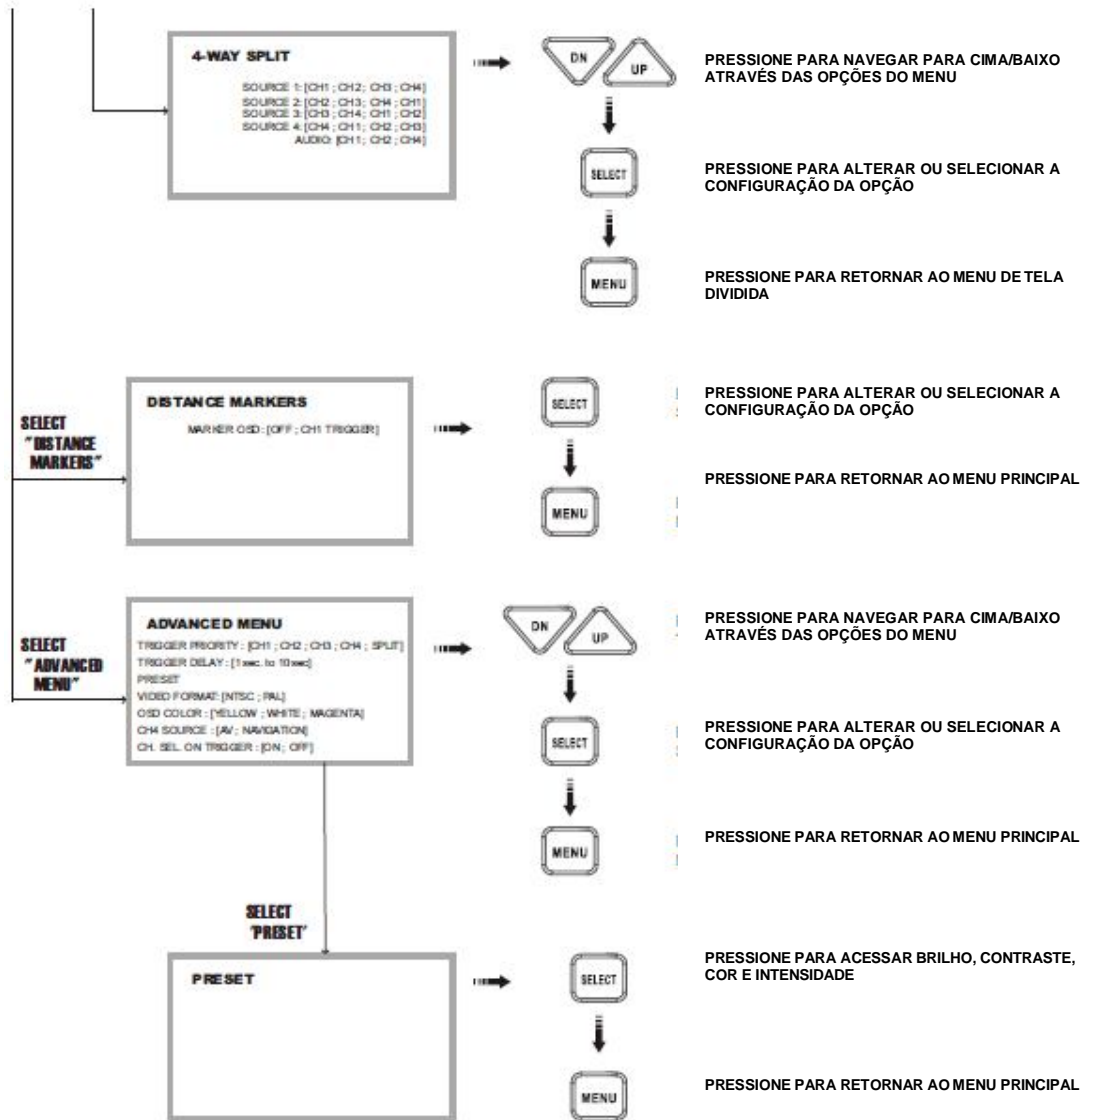 4-WAY SPLIT
SOURCE 1:[CH1 ; CH2 ; CH3 ; CH4]
SOURCE 2:[CH2 ; CH3 ; CH4 ; CH1]
SOURCE 3:[CH3 ; CH4 ; CH1 ; CH2]
SOURCE 4:[CH4 ; CH1 ; CH2 ; CH3]
AUDIO: [CH1 ; CH2 ; CH4]
DN
UP
PRESSIONE PARA NAVEGAR PARA CIMA/BAIXO
ATRAVÉS DAS OPÇÕES DO MENU
SELECT
PRESSIONE PARA ALTERAR OU SELECIONAR A
CONFIGURAÇÃO DA OPÇÃO
MENU
PRESSIONE PARA RETORNAR AO MENU DE TELA
DIVIDIDA
SELECT
"DISTANCE
MARKERS"
DISTANCE MARKERS
MARKER OSD: [OFF ; CH1 TRIGGER]
SELECT
PRESSIONE PARA ALTERAR OU SELECIONAR A
CONFIGURAÇÃO DA OPÇÃO
MENU
PRESSIONE PARA RETORNAR AO MENU PRINCIPAL
SELECT
"ADVANCED
MENU"
ADVANCED MENU
TRIGGER PRIORITY : [CH1 ; CH2 ; CH3 ; CH4 ; SPLIT]
TRIGGER DELAY : [1 sec. to 10 sec]
PRESET
VIDEO FORMAT: [NTSC ; PAL]
OSD COLOR : [YELLOW ; WHITE ; MAGENTA]
CH4 SOURCE : [AV ; NAVIGATION]
CH. SEL. ON TRIGGER : [ON ; OFF]
DN
UP
PRESSIONE PARA NAVEGAR PARA CIMA/BAIXO
ATRAVÉS DAS OPÇÕES DO MENU
SELECT
PRESSIONE PARA ALTERAR OU SELECIONAR A
CONFIGURAÇÃO DA OPÇÃO
MENU
PRESSIONE PARA RETORNAR AO MENU PRINCIPAL
SELECT
"PRESET"
PRESET
SELECT
PRESSIONE PARA ACESSAR BRILHO, CONTRASTE,
COR E INTENSIDADE
MENU
PRESSIONE PARA RETORNAR AO MENU PRINCIPAL